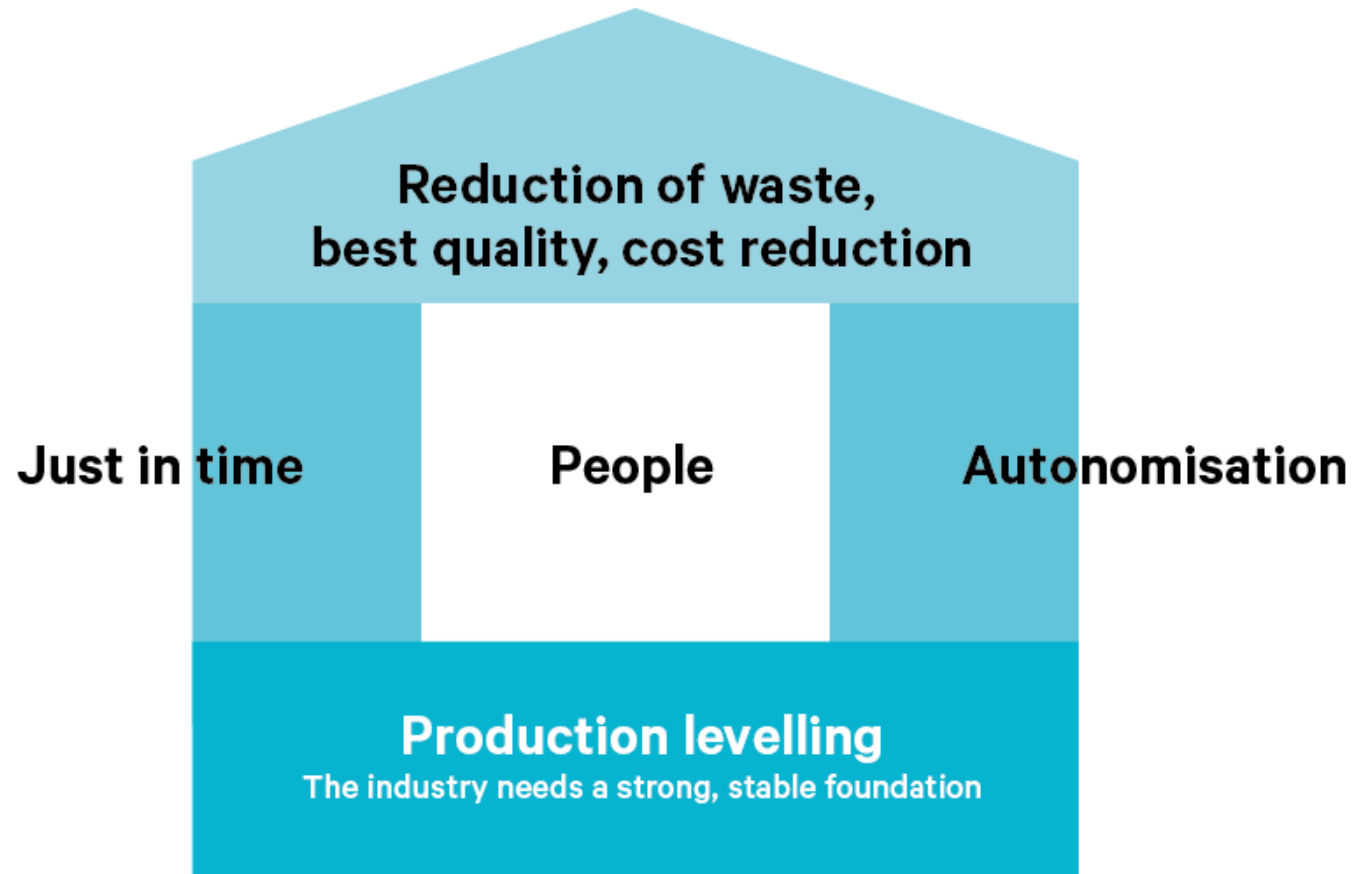 Reduction of waste,
best quality, cost reduction
Just in time
People
Autonomisation
Production levelling
The industry needs a strong, stable foundation